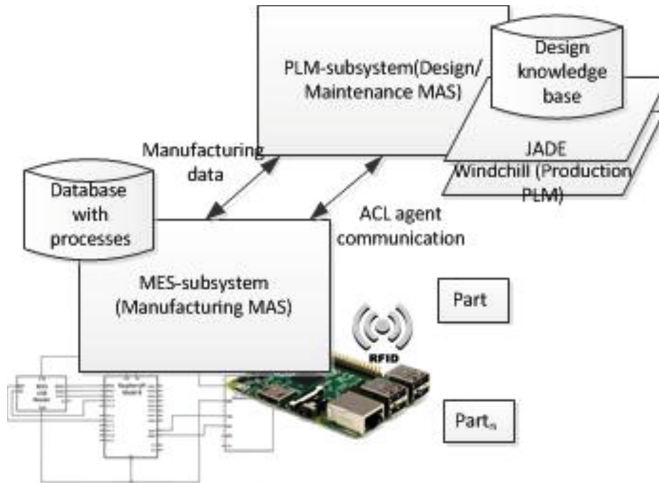 PLM-subsystem(Design/
Maintenance MAS)
Design
knowledge
base
JADE
Windchill (Production
PLM)
Manufacturing
data
Database
with
processes
ACL agent
communication
MES-subsystem
(Manufacturing MAS)
RFID
Part
Partₙ